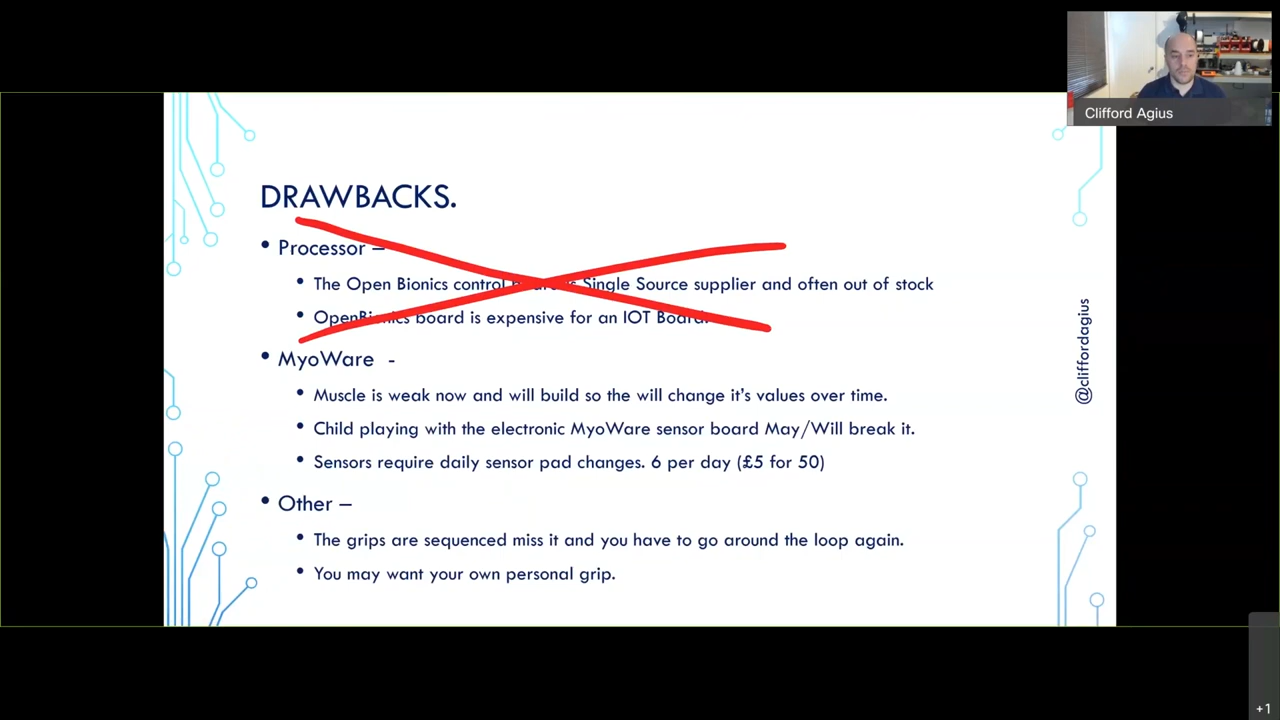 Clifford Agius
DRAWBACKS.
• Processor –
• The Open Bionics control Single Source supplier and often out of stock
• OpenBionics board is expensive for an IOT Board.
• MyoWare -
• Muscle is weak now and will build so the will change it's values over time.
• Child playing with the electronic MyoWare sensor board May/Will break it.
• Sensors require daily sensor pad changes. 6 per day (£5 for 50)
• Other –
• The grips are sequenced miss it and you have to go around the loop again.
• You may want your own personal grip.
@cliffordagius
+1